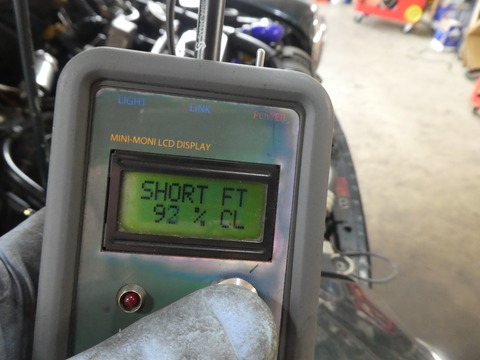 LIGHT LINK POWER
MINI-MONI LCD DISPLAY
SHORT FT
92 % CL